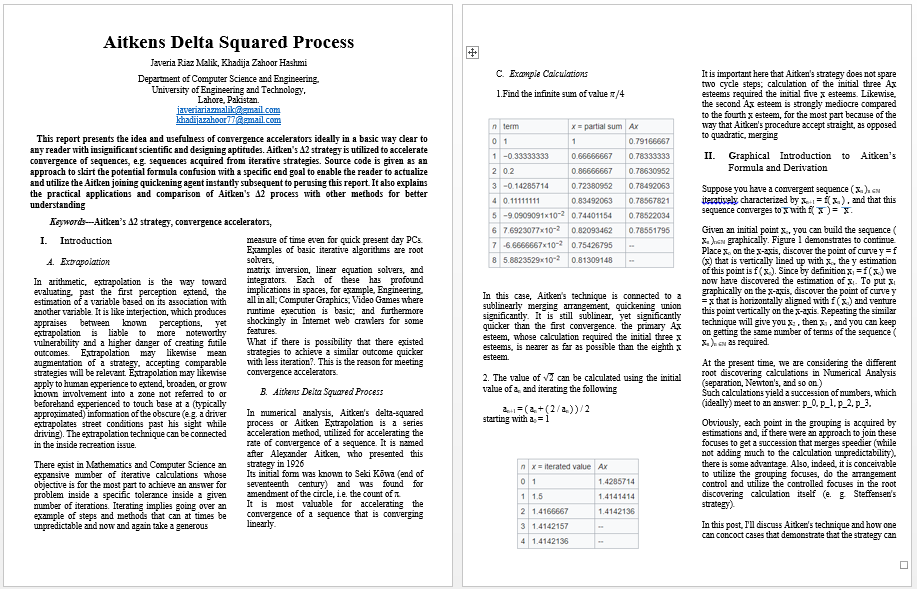 Aitkens Delta Squared Process
Javeria Riaz Malik, Khadija Zahoor Hashmi
Department of Computer Science and Engineering,
University of Engineering and Technology,
Lahore, Pakistan.
javeriariazmalik@gmail.com
khadijazahoor77@gmail.com
This report presents the idea and usefulness of convergence accelerators ideally in a basic way clear to
any reader with insignificant scientific and designing aptitudes. Aitken's Δ2 strategy is utilized to accelerate
convergence of sequences, e.g. sequences acquired from iterative strategies. Source code is given as an
approach to skirt the potential formula confusion with a specific end goal to enable the reader to actualize
and utilize the Aitken joining quickening agent instantly subsequent to perusing this report. It also explains
the practical applications and comparison of Aitken's Δ2 process with other methods for better
understanding
Keywords—Aitken's Δ2 strategy, convergence accelerators,
I. Introduction
A. Extrapolation
In arithmetic, extrapolation is the way toward
evaluating, past the first perception extend, the
estimation of a variable based on its association with
another variable. It is like interjection, which produces
appraises between known perceptions, yet
extrapolation is liable to more noteworthy
vulnerability and a higher danger of creating futile
outcomes. Extrapolation may likewise mean
augmentation of a strategy, accepting comparable
strategies will be relevant. Extrapolation may likewise
apply to human experience to extend, broaden, or grow
known involvement into a zone not referred to or
beforehand experienced to touch base at a (typically
approximated) information of the obscure (e.g. a driver
extrapolates street conditions past his sight while
driving). The extrapolation technique can be connected
in the inside recreation issue.
There exist in Mathematics and Computer Science an
expansive number of iterative calculations whose
objective is for the most part to achieve an answer for
problem inside a specific tolerance inside a given
number of iterations. Iterating implies going over an
example of steps and methods that can at times be
unpredictable and now and again take a generous
measure of time even for quick present day PCs.
Examples of basic iterative algorithms are root
solvers,
matrix inversion, linear equation solvers, and
integrators. Each of these has profound
implications in spaces, for example, Engineering,
all in all; Computer Graphics; Video Games where
runtime execution is basic; and furthermore
shockingly in Internet web crawlers for some
features.
What if there is possibility that there existed
strategies to achieve a similar outcome quicker
with less iteration?. This is the reason for meeting
convergence accelerators.
B. Aitkens Delta Squared Process
In numerical analysis, Aitken's delta-squared
process or Aitken Extrapolation is a series
acceleration method, utilized for accelerating the
rate of convergence of a sequence. It is named
after Alexander Aitken, who presented this
strategy in 1926
Its initial form was known to Seki Kōwa (end of
seventeenth century) and was found for
amendment of the circle, i.e. the count of π.
It is most valuable for accelerating the
convergence of a sequence that is converging
linearly.
C. Example Calculations
1.Find the infinite sum of value π/4
n term x = partial sum Ax
0 1 1 0.79166667
1 −0.33333333 0.66666667 0.78333333
2 0.2 0.86666667 0.78630952
3 −0.14285714 0.72380952 0.78492063
4 0.11111111 0.83492063 0.78567821
5 −9.0909091×10−2 0.74401154 0.78522034
6 7.6923077×10−2 0.82093462 0.78551795
7 -6.6666667×10−2 0.75426795 --
8 5.8823529×10−2 0.81309148 --
In this case, Aitken's technique is connected to a
sublinearly merging arrangement, quickening union
significantly. It is still sublinear, yet significantly
quicker than the first convergence. the primary Ax
esteem, whose calculation required the initial three x
esteems, is nearer as far as possible than the eighth x
esteem.
2. The value of √2 can be calculated using the initial
value of aₙ and iterating the following
aₙ₊₁ = ( aₙ + ( 2 / aₙ ) ) / 2
starting with a₀ = 1
n x = iterated value Ax
0 1 1.4285714
1 1.5 1.4141414
2 1.4166667 1.4142136
3 1.4142157 --
4 1.4142136 --
It is important here that Aitken's strategy does not spare
two cycle steps; calculation of the initial three Ax
esteems required the initial five x esteems. Likewise,
the second Ax esteem is strongly mediocre compared
to the fourth x esteem, for the most part because of the
way that Aitken's procedure accept straight, as opposed
to quadratic, merging
II. Graphical Introduction to Aitken's
Formula and Derivation
Suppose you have a convergent sequence ( xₙ )ₙ∈N
iteratively characterized by xₙ₊₁ = f( xₙ ) , and that this
sequence converges to x̄ with f( x̄ ) = x̄.
Given an initial point x₀, you can build the sequence (
xₙ )ₙ∈N graphically. Figure 1 demonstrates to continue.
Place x₀ on the x-axis, discover the point of curve y = f
(x) that is vertically lined up with x₀, the y estimation
of this point is f ( x₀). Since by definition x₁ = f ( x₀) we
now have discovered the estimation of x₁. To put x₁
graphically on the x-axis, discover the point of curve y
= x that is horizontally aligned with f ( x₀) and venture
this point vertically on the x-axis. Repeating the similar
technique will give you x₂ , then x₃ , and you can keep
on getting the same number of terms of the sequence (
xₙ )ₙ∈N as required.
At the present time, we are considering the different
root discovering calculations in Numerical Analysis
(separation, Newton's, and so on.)
Such calculations yield a succession of numbers, which
(ideally) meet to an answer: p_0, p_1, p_2, p_3,
Obviously, each point in the grouping is acquired by
estimations and, if there were an approach to join these
focuses to get a succession that merges speedier (while
not adding much to the calculation unpredictability),
there is some advantage. Also, indeed, it is conceivable
to utilize the grouping focuses, do the arrangement
control and utilize the controlled focuses in the root
discovering calculation itself (e. g. Steffensen's
strategy).
In this post, I'll discuss Aitken's technique and how one
can concoct cases that demonstrate that the strategy can